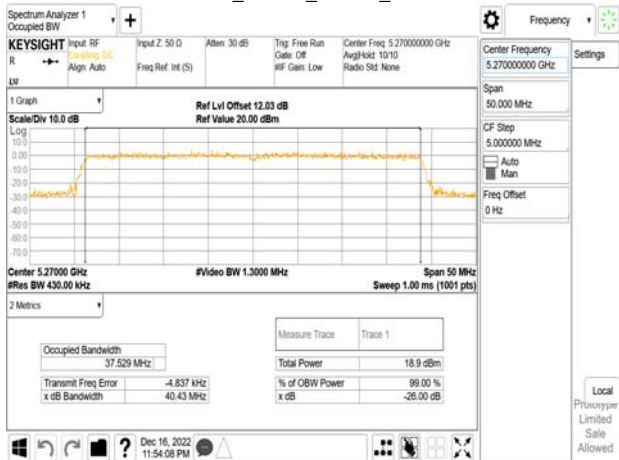 Spectrum Analyzer 1
Occupied BW
Frequency
KEYSIGHT Input: RF Input Z: 50 Ω Atten: 30 dB Trig: Free Run Center Freq: 5.270000000 GHz
R Coupling: DC Gate: Off Avg|Hold: 10/10
Align: Auto Freq Ref: Int (S) #IF Gain: Low Radio Std: None
LVI
Center Frequency
5.270000000 GHz
Settings
Span
50.000 MHz
CF Step
5.000000 MHz
Auto
Man
Freq Offset
0 Hz
1 Graph
Ref Lvl Offset 12.03 dB
Scale/Div 10.0 dB Ref Value 20.00 dBm
Log
10.0
0.00
-10.0
-20.0
-30.0
-40.0
-50.0
-60.0
-70.0
Center 5.27000 GHz #Video BW 1.3000 MHz Span 50 MHz
#Res BW 430.00 kHz Sweep 1.00 ms (1001 pts)
2 Metrics
Measure Trace Trace 1
Occupied Bandwidth
37.529 MHz
Total Power 18.9 dBm
Transmit Freq Error -4.837 kHz % of OBW Power 99.00 %
x dB Bandwidth 40.43 MHz x dB -26.00 dB
Local
Prototype
Limited
Sale
Allowed
? Dec 16, 2022
11:54:08 PM